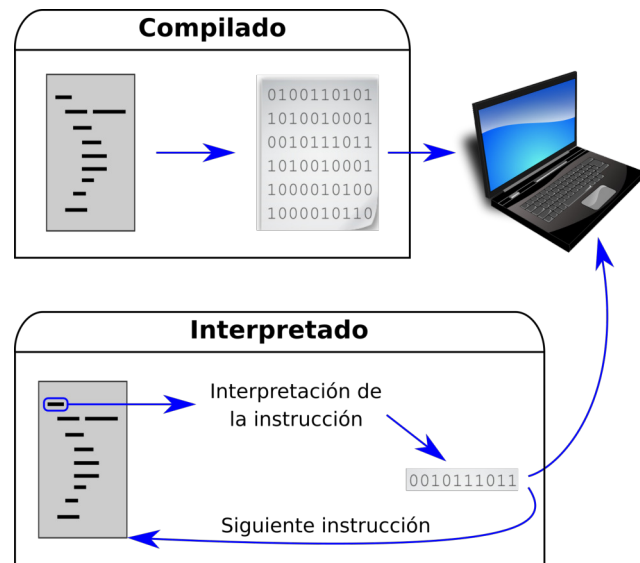 Compilado
0100110101
1010010001
0010111011
1010010001
1000010100
1000010110
Interpretado
Interpretación de
la instrucción
0010111011
Siguiente instrucción